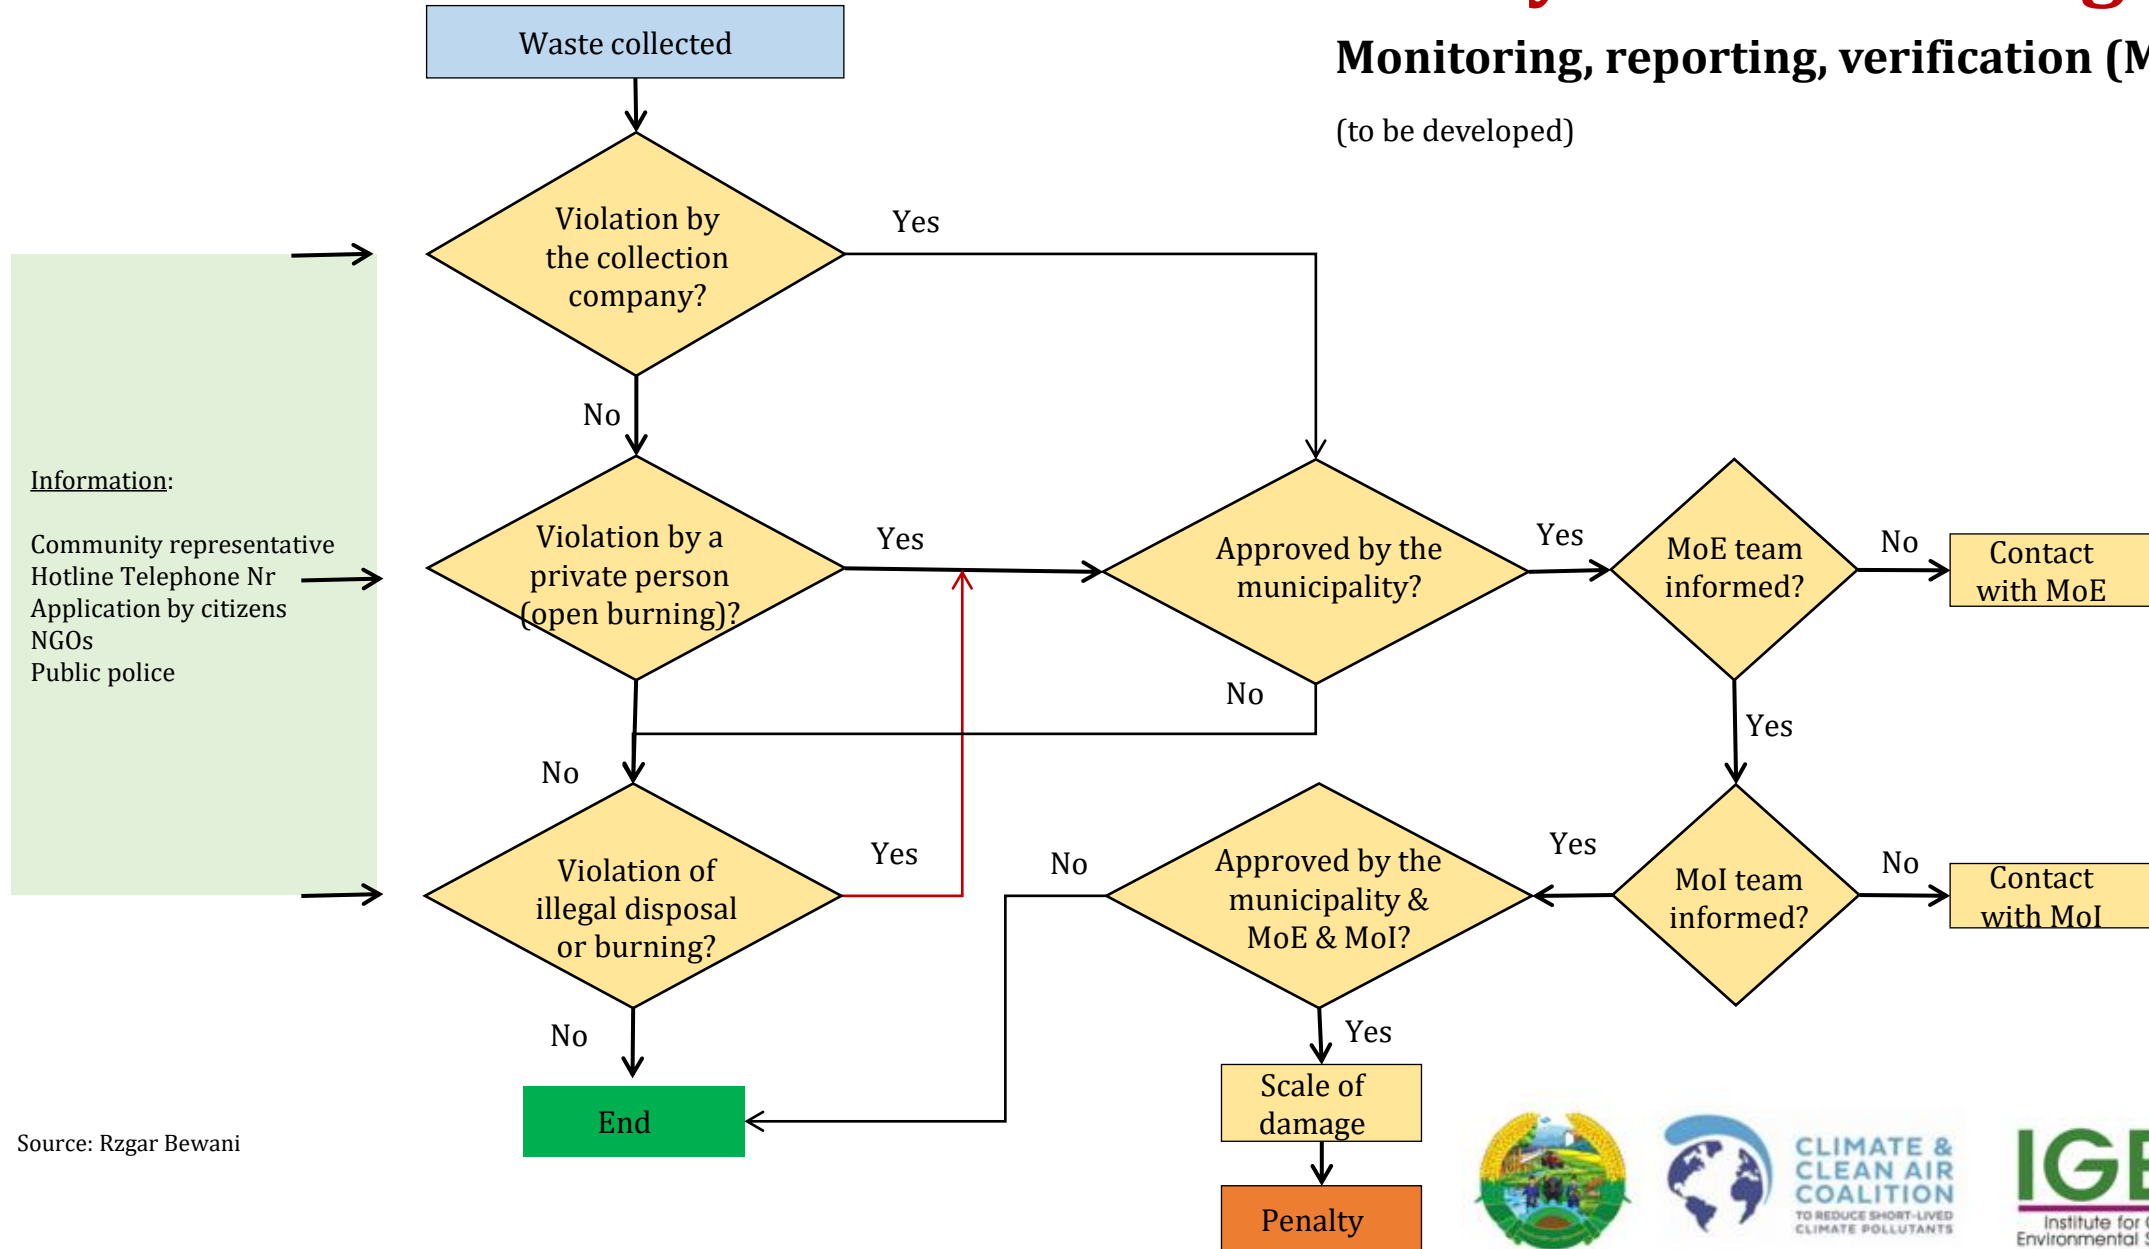 Monitoring, reporting, verification (M
(to be developed)
Waste collected
Violation by
the collection
company?
Yes
No
Information:
Community representative
Hotline Telephone Nr
Application by citizens
NGOs
Public police
Violation by a
private person
(open burning)?
Yes
Approved by the
municipality?
Yes
MoE team
informed?
No
Contact
with MoE
No
No
Yes
Violation of
illegal disposal
or burning?
Yes
No
Approved by the
municipality &
MoE & MoI?
Yes
MoI team
informed?
No
Contact
with MoI
No
Yes
End
Scale of
damage
Penalty
Source: Rzgar Bewani
CLIMATE &
CLEAN AIR
COALITION
TO REDUCE SHORT-LIVED
CLIMATE POLLUTANTS
IGE
Institute for
Environmental S